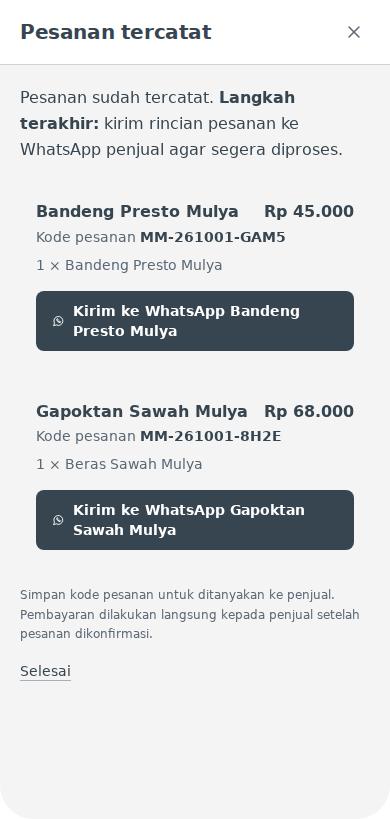 Pesanan tercatat
Pesanan sudah tercatat. Langkah
terakhir: kirim rincian pesanan ke
WhatsApp penjual agar segera diproses.
Bandeng Presto Mulya Rp 45.000
Kode pesanan MM-261001-GAM5
1 × Bandeng Presto Mulya
Kirim ke WhatsApp Bandeng
Presto Mulya
Gapoktan Sawah Mulya Rp 68.000
Kode pesanan MM-261001-8H2E
1 × Beras Sawah Mulya
Kirim ke WhatsApp Gapoktan
Sawah Mulya
Simpan kode pesanan untuk ditanyakan ke penjual.
Pembayaran dilakukan langsung kepada penjual setelah
pesanan dikonfirmasi.
Selesai